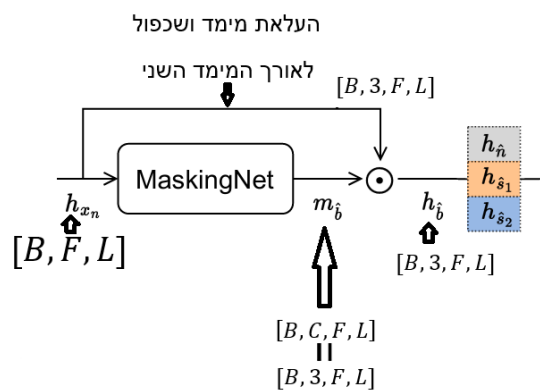 העלאת מימד ושכפול
לאורך המימד השני
[B, 3, F, L]
MaskingNet
h_{x_n}
m_{\hat{b}}
⊙
h_{\hat{b}}
h_{\hat{n}}
h_{\hat{s}_1}
h_{\hat{s}_2}
[B, F, L]
[B, 3, F, L]
[B, C, F, L]
=
[B, 3, F, L]